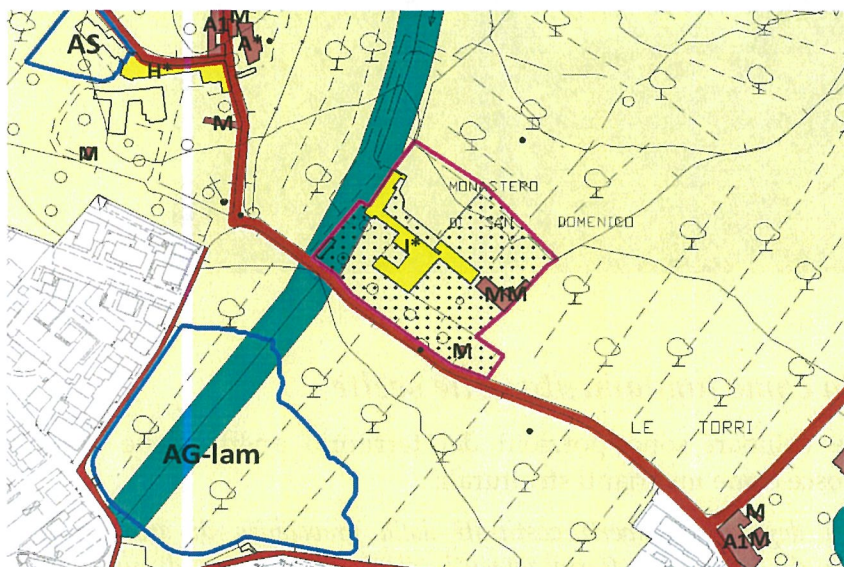 M
A1
A*
AS
H*
M
M
MONASTERO
DI SAN DOMENICO
I*
MM
M
LE TORRI
AG-lam
M
A1M